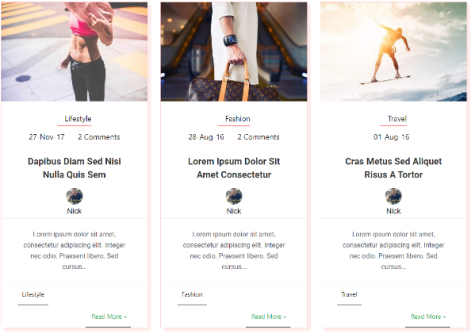 Lifestyle
27-Nov-17 2 Comments
Dapibus Diam Sed Nisi
Nulla Quis Sem
Nick
Lorem ipsum dolor sit amet,
consectetur adipiscing elit. Integer
nec odio. Praesent libero. Sed
cursus...
Lifestyle
Read More »
Fashion
28-Aug-16 2 Comments
Lorem Ipsum Dolor Sit
Amet Consectetur
Nick
Lorem ipsum dolor sit amet,
consectetur adipiscing elit. Integer
nec odio. Praesent libero. Sed
cursus...
Fashion
Read More »
Travel
01-Aug-16
Cras Metus Sed Aliquet
Risus A Tortor
Nick
Lorem ipsum dolor sit amet,
consectetur adipiscing elit. Integer
nec odio. Praesent libero. Sed
cursus...
Travel
Read More »